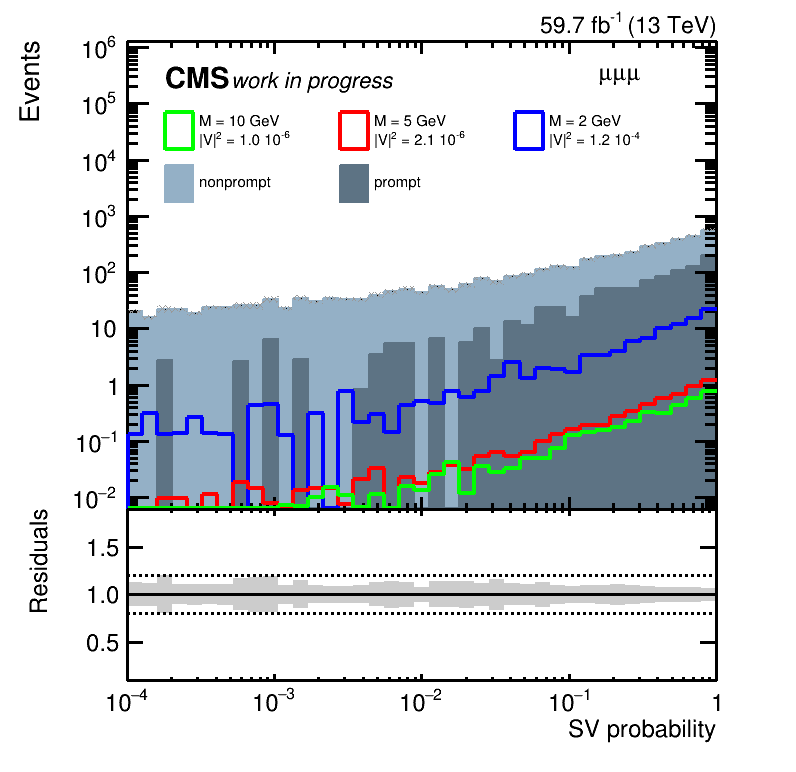 59.7 fb⁻¹ (13 TeV)
Events
10⁶
CMS work in progress
μμμ
10⁵
M = 10 GeV
|V|² = 1.0 10⁻⁶
M = 5 GeV
|V|² = 2.1 10⁻⁶
M = 2 GeV
|V|² = 1.2 10⁻⁴
10⁴
nonprompt
prompt
10³
10²
10
1
10⁻¹
10⁻²
Residuals
1.5
1.0
0.5
10⁻⁴
10⁻³
10⁻²
10⁻¹
1
SV probability